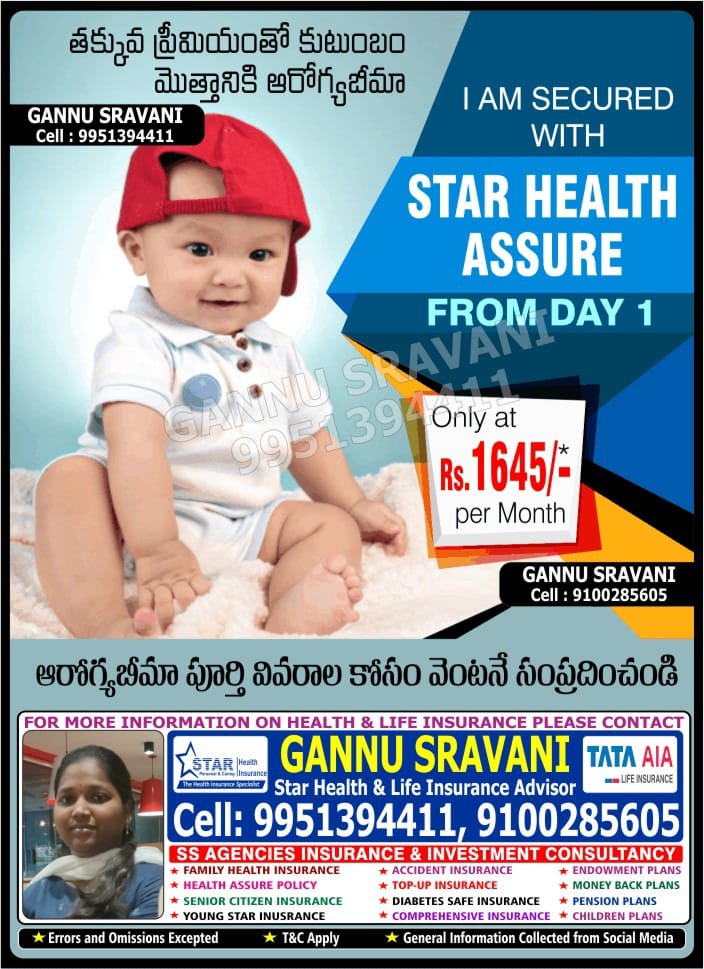 తక్కువ ప్రీమియంతో కుటుంబం
మొత్తానికి ఆరోగ్యబీమా
GANNU SRAVANI
Cell : 9951394411
I AM SECURED
WITH
STAR HEALTH
ASSURE
FROM DAY 1
GANNU SRAVANI
9951394411
Only at
Rs.1645/-*
per Month
GANNU SRAVANI
Cell : 9100285605
ఆరోగ్యబీమా పూర్తి వివరాల కోసం వెంటనే సంప్రదించండి
FOR MORE INFORMATION ON HEALTH & LIFE INSURANCE PLEASE CONTACT
STAR Health Insurance
Personal & Caring
The Health Insurance Specialist
GANNU SRAVANI
Star Health & Life Insurance Advisor
TATA AIA
LIFE INSURANCE
Cell: 9951394411, 9100285605
SS AGENCIES INSURANCE & INVESTMENT CONSULTANCY
★ FAMILY HEALTH INSURANCE ★ ACCIDENT INSURANCE ★ ENDOWMENT PLANS
★ HEALTH ASSURE POLICY ★ TOP-UP INSURANCE ★ MONEY BACK PLANS
★ SENIOR CITIZEN INSURANCE ★ DIABETES SAFE INSURANCE ★ PENSION PLANS
★ YOUNG STAR INUSRANCE ★ COMPREHENSIVE INSURANCE ★ CHILDREN PLANS
★ Errors and Omissions Excepted ★ T&C Apply ★ General Information Collected from Social Media